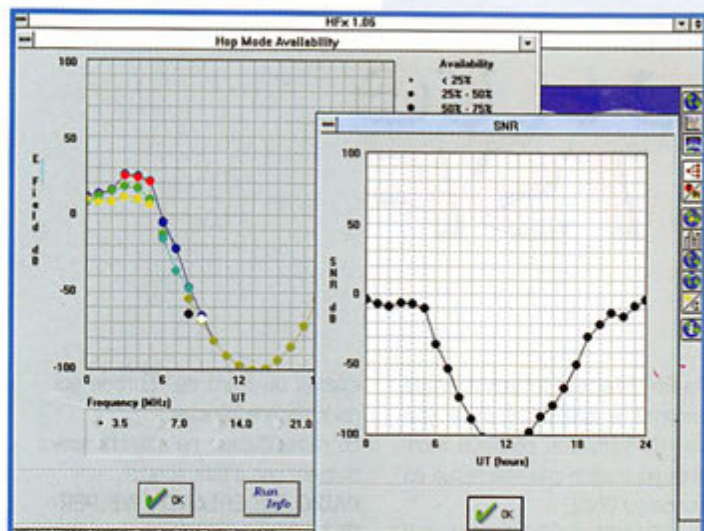 HFx 1.06
Hop Mode Availability
100
50
0
-50
-100
E Field dB
0
6
12
UT
Frequency (MHz)
+ 3.5 7.0 14.0 21.0
OK
Run Info
Availability
< 25%
25% - 50%
50% - 75%
SNR
100
50
0
-50
-100
SNR dB
0 6 12 18 24
UT (hours)
OK